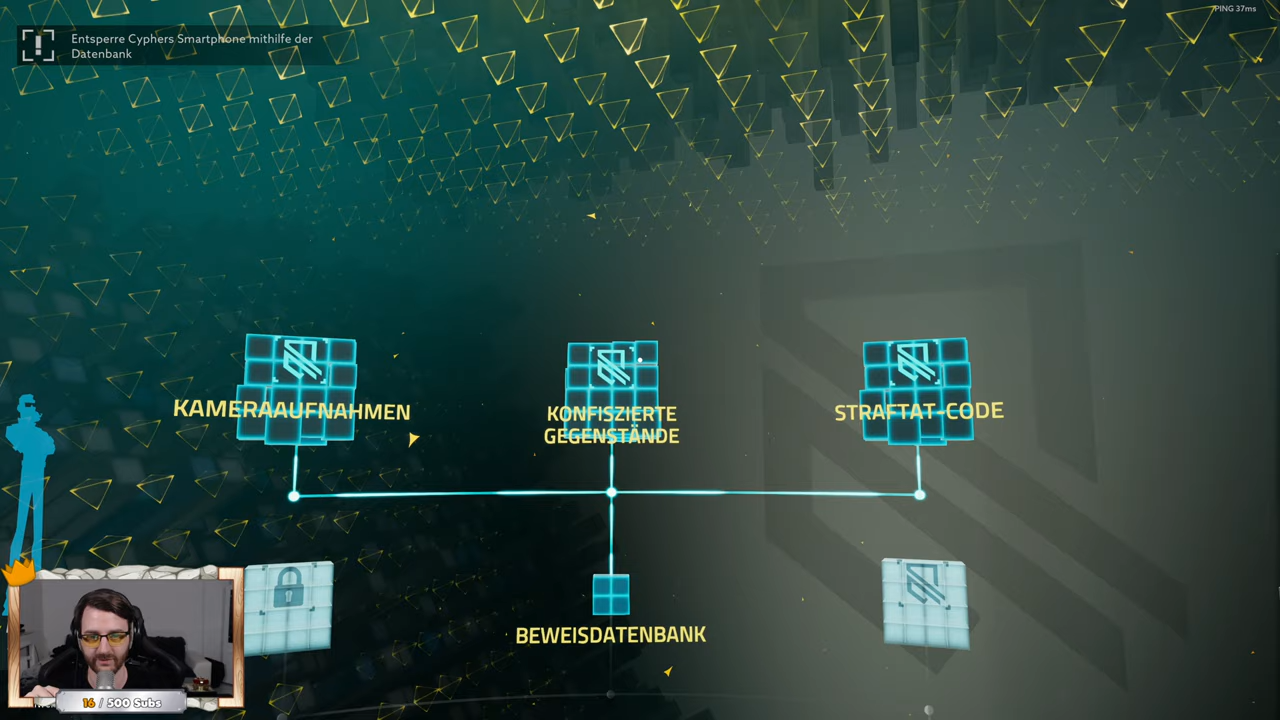 PING 37ms
Entsperre Cyphers Smartphone mithilfe der
Datenbank
KAMERAAUFNAHMEN
KONFISZIERTE
GEGENSTÄNDE
STRAFTAT-CODE
BEWEISDATENBANK
16 / 500 Subs